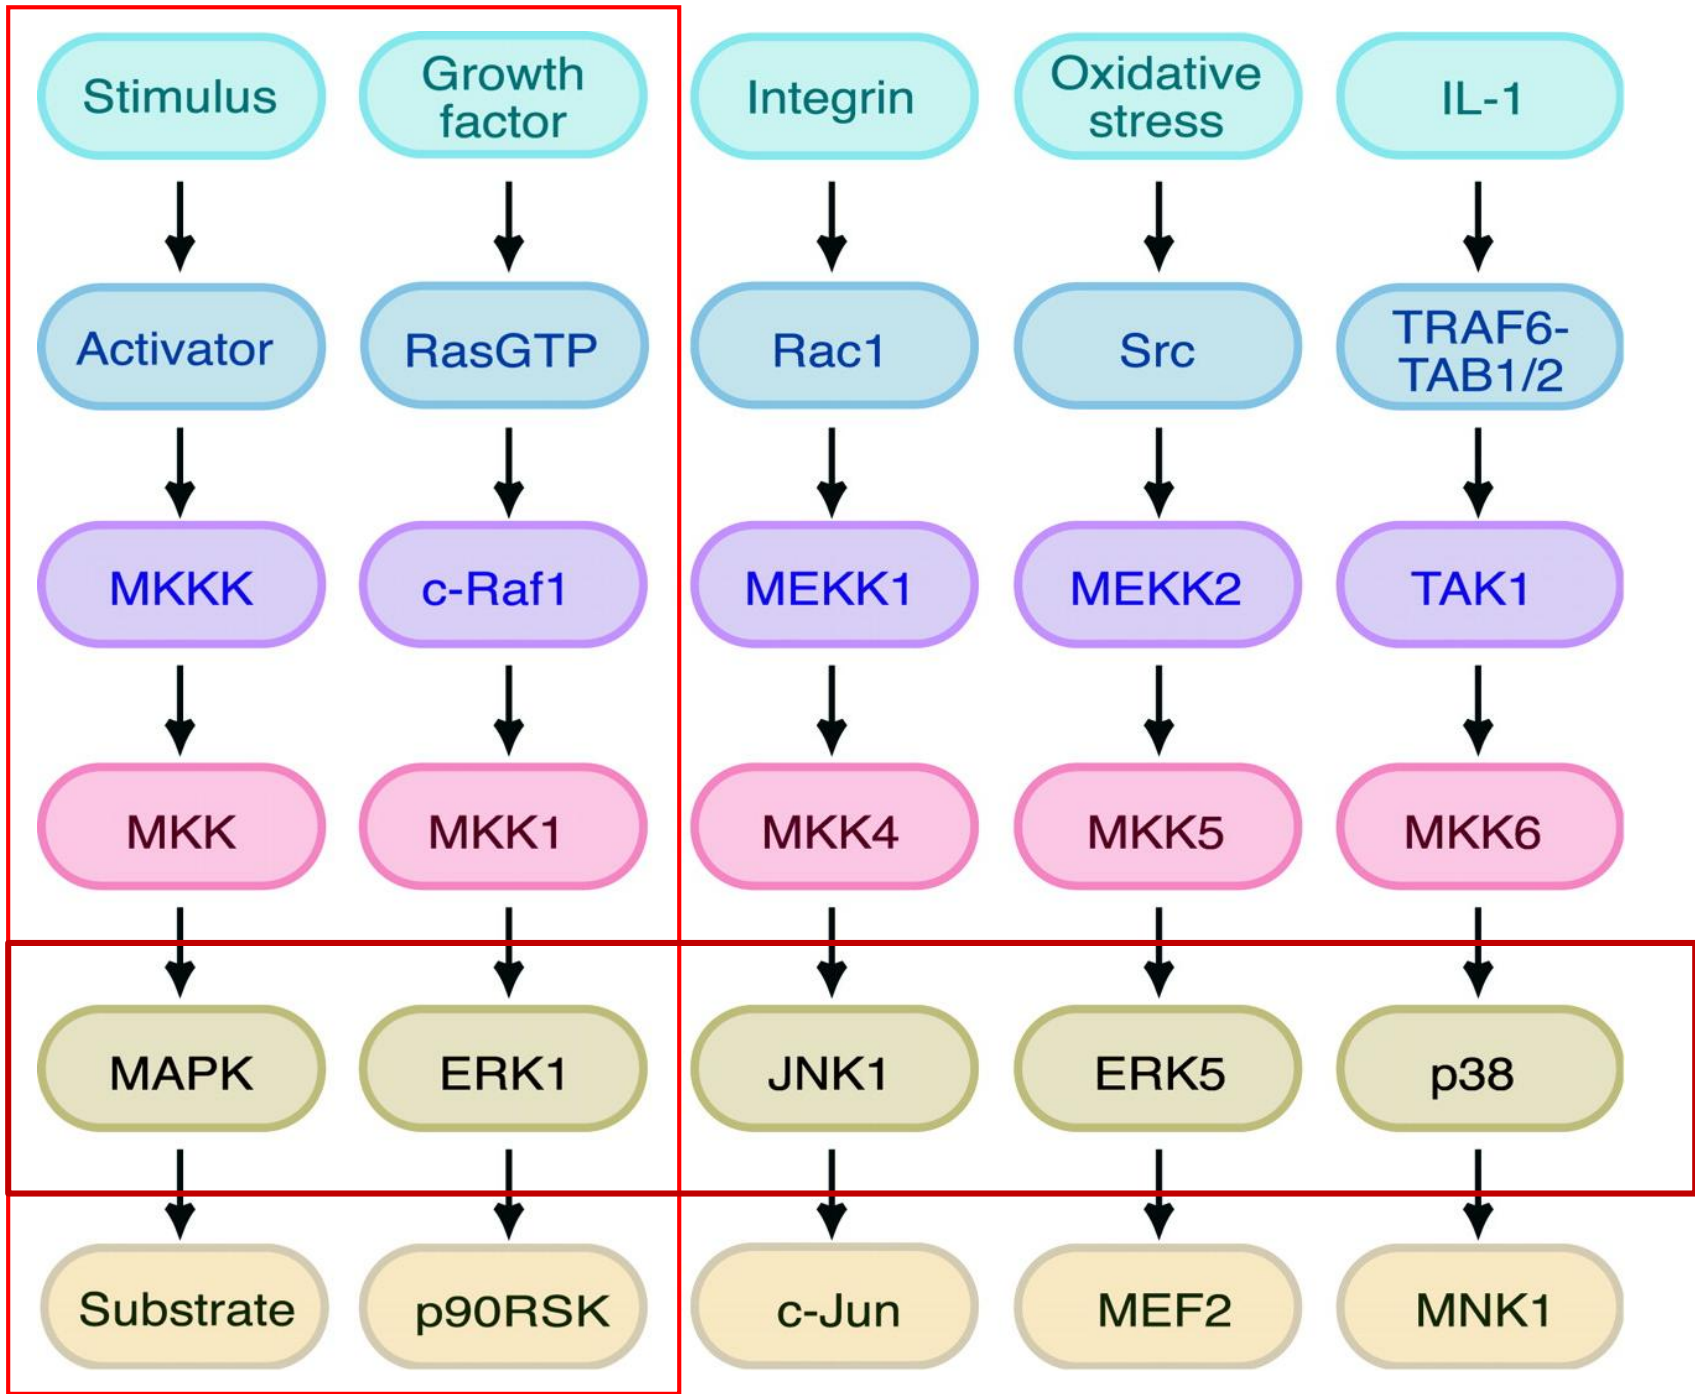 Stimulus
Growth
factor
Integrin
Oxidative
stress
IL-1
Activator
RasGTP
Rac1
Src
TRAF6-
TAB1/2
MKKK
c-Raf1
MEKK1
MEKK2
TAK1
MKK
MKK1
MKK4
MKK5
MKK6
MAPK
ERK1
JNK1
ERK5
p38
Substrate
p90RSK
c-Jun
MEF2
MNK1